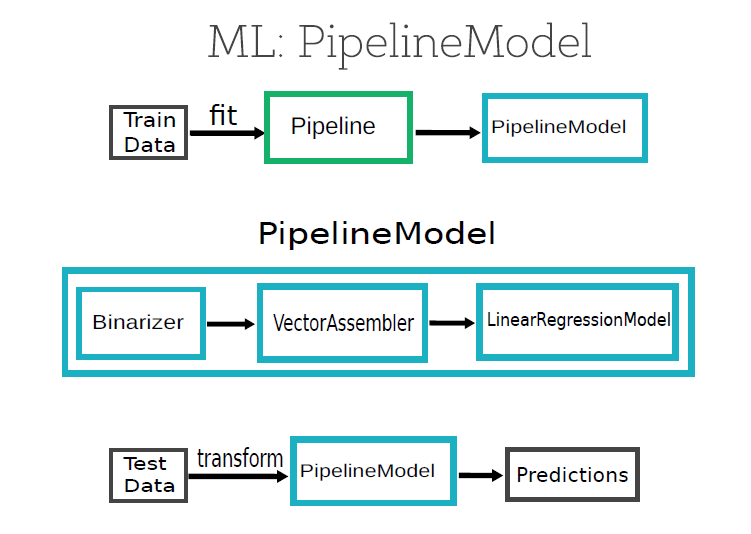 ML: PipelineModel
Train
Data
fit
Pipeline
PipelineModel
PipelineModel
Binarizer
VectorAssembler
LinearRegressionModel
Test
Data
transform
PipelineModel
Predictions